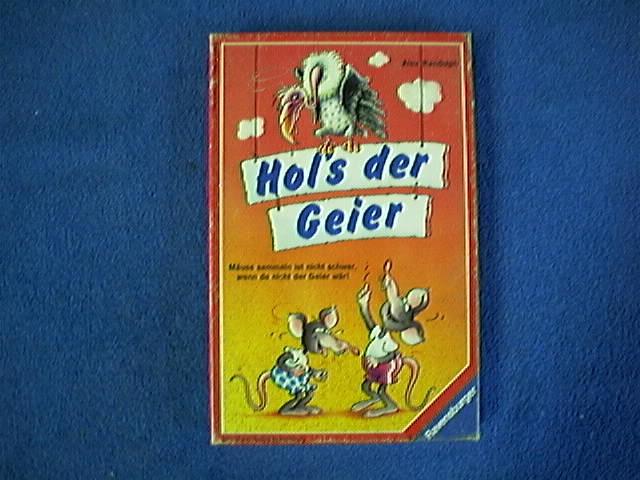 Alex Randolph
Hol's der
Geier
Mäuse sammeln ist nicht schwer,
wenn da nicht der Geier wär!
Ravensburger